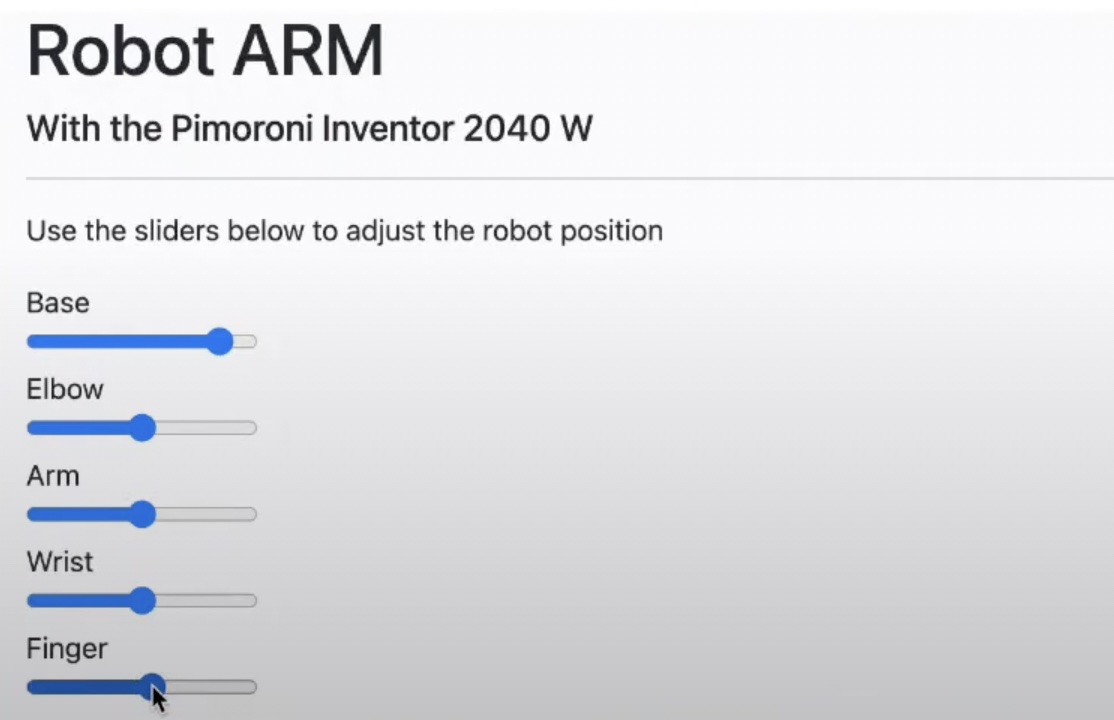 Robot ARM
With the Pimoroni Inventor 2040 W
Use the sliders below to adjust the robot position
Base
Elbow
Arm
Wrist
Finger